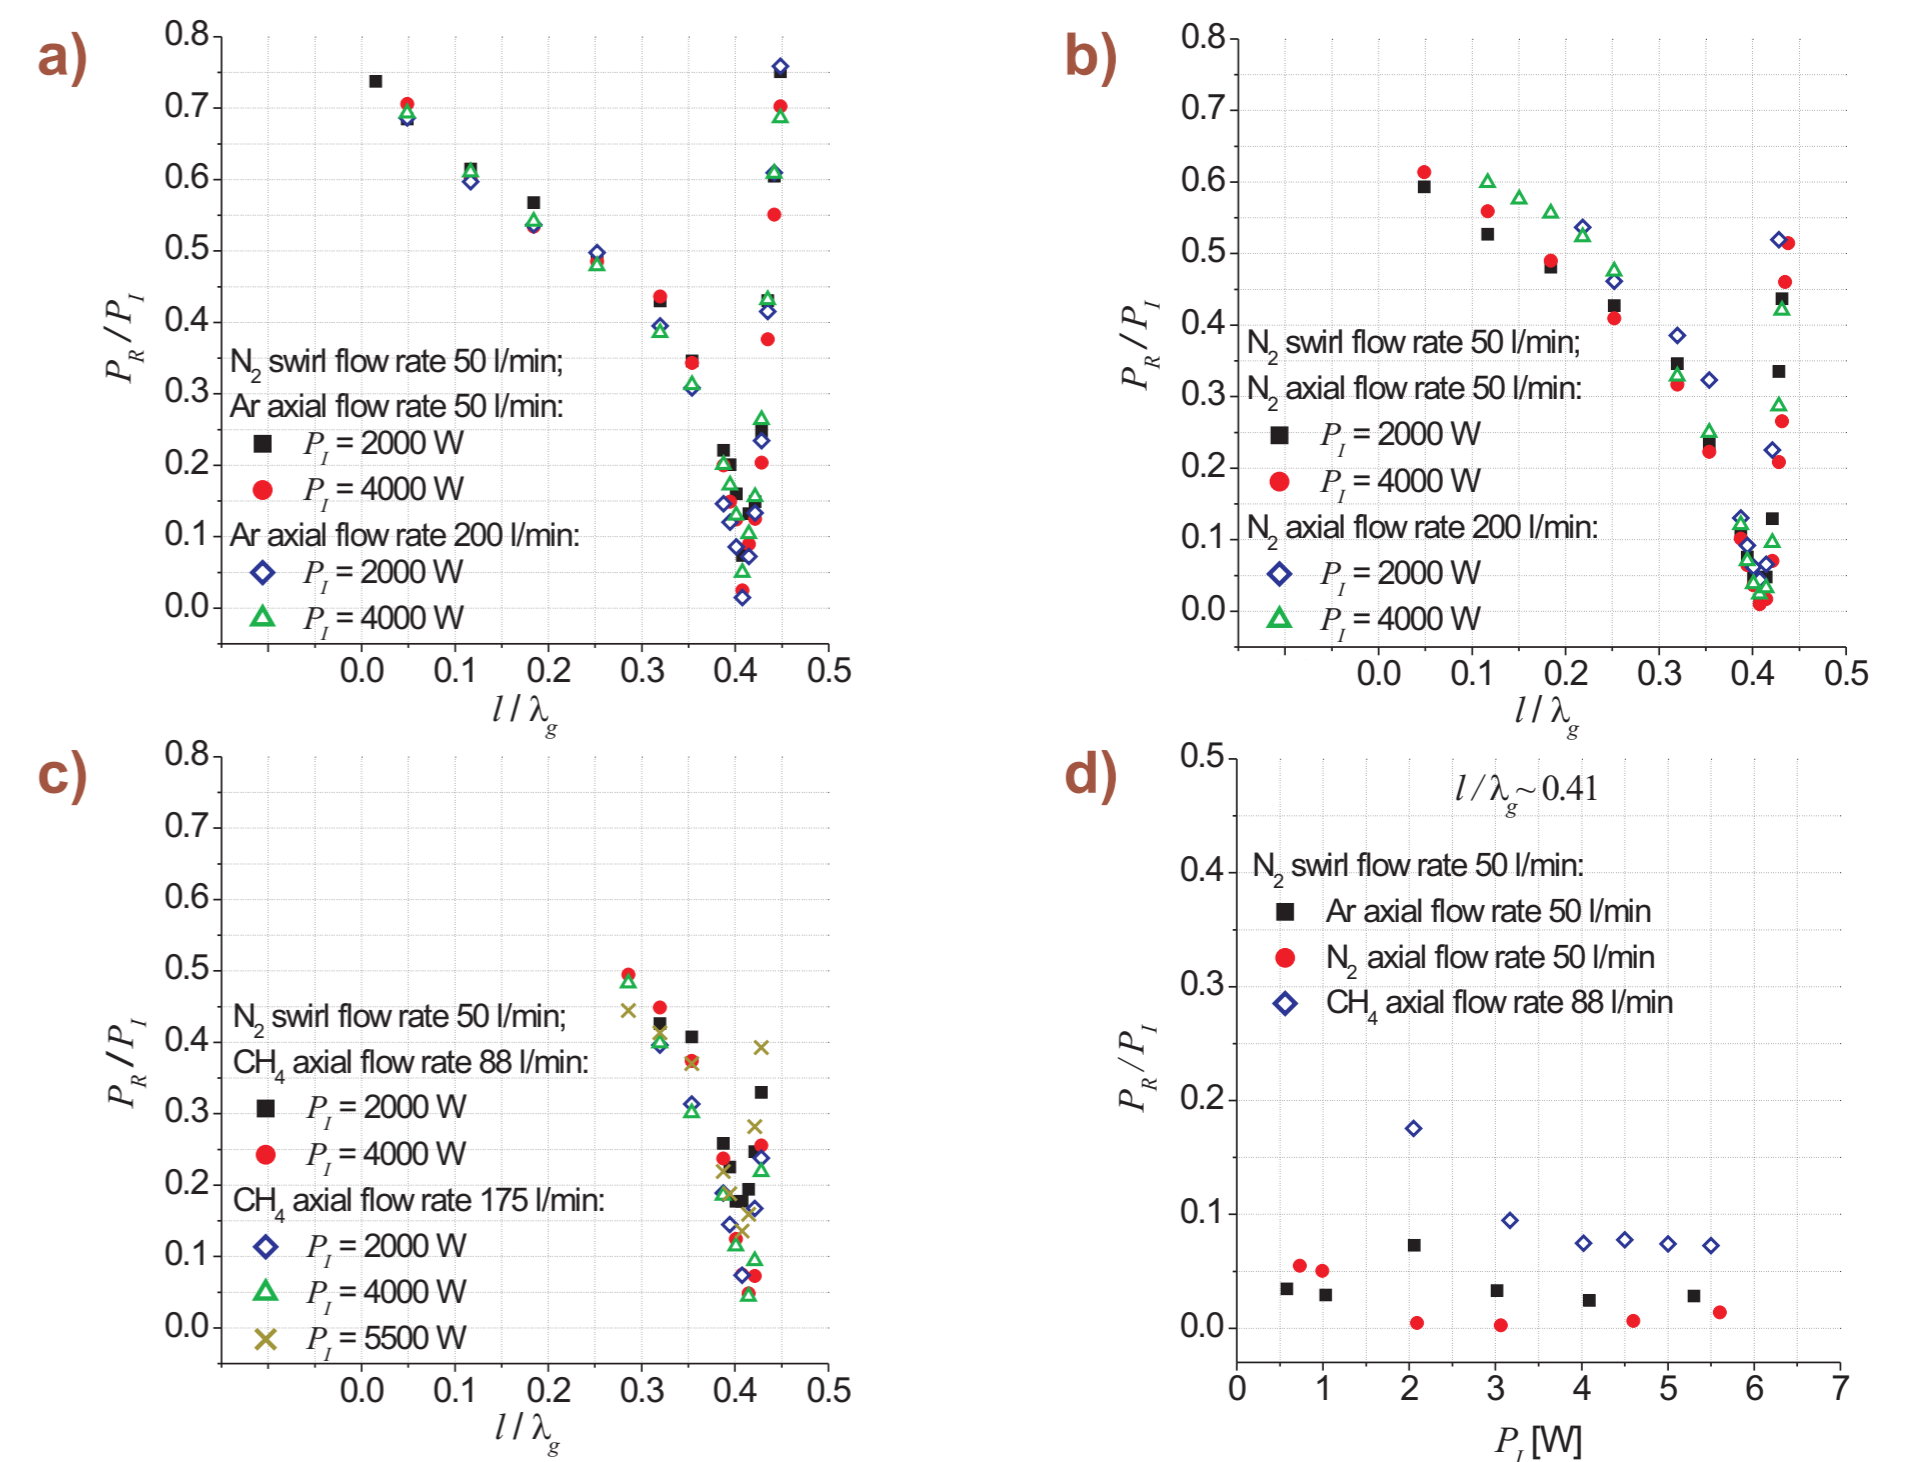 a)
0.8
0.7
0.6
0.5
0.4
0.3
0.2
0.1
0.0
P_R / P_I
N₂ swirl flow rate 50 l/min;
Ar axial flow rate 50 l/min:
P_I = 2000 W
P_I = 4000 W
Ar axial flow rate 200 l/min:
P_I = 2000 W
P_I = 4000 W
0.0 0.1 0.2 0.3 0.4 0.5
l / λ_g
b)
0.8
0.7
0.6
0.5
0.4
0.3
0.2
0.1
0.0
P_R / P_I
N₂ swirl flow rate 50 l/min;
N₂ axial flow rate 50 l/min:
P_I = 2000 W
P_I = 4000 W
N₂ axial flow rate 200 l/min:
P_I = 2000 W
P_I = 4000 W
0.0 0.1 0.2 0.3 0.4 0.5
l / λ_g
c)
0.8
0.7
0.6
0.5
0.4
0.3
0.2
0.1
0.0
P_R / P_I
N₂ swirl flow rate 50 l/min;
CH₄ axial flow rate 88 l/min:
P_I = 2000 W
P_I = 4000 W
CH₄ axial flow rate 175 l/min:
P_I = 2000 W
P_I = 4000 W
P_I = 5500 W
0.0 0.1 0.2 0.3 0.4 0.5
l / λ_g
d)
0.5
0.4
0.3
0.2
0.1
0.0
P_R / P_I
l / λ_g ~ 0.41
N₂ swirl flow rate 50 l/min:
Ar axial flow rate 50 l/min
N₂ axial flow rate 50 l/min
CH₄ axial flow rate 88 l/min
0 1 2 3 4 5 6 7
P_I [W]